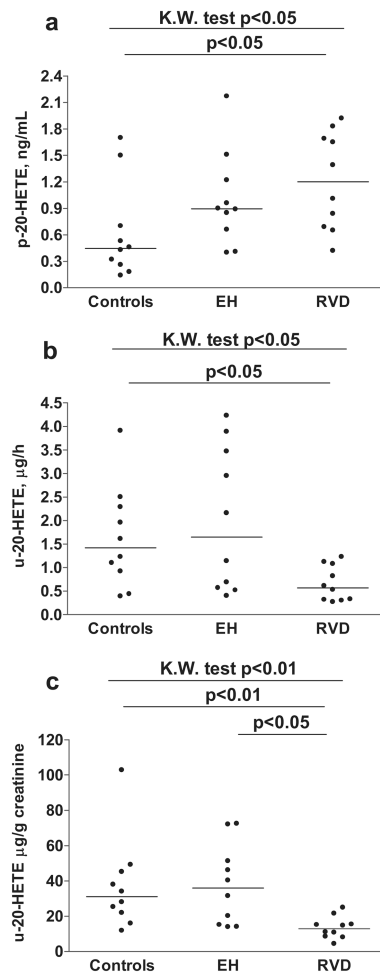 a
K.W. test p<0.05
p<0.05
p-20-HETE, ng/mL
2.4
2.1
1.8
1.5
1.2
0.9
0.6
0.3
0.0
Controls EH RVD
b
K.W. test p<0.05
p<0.05
u-20-HETE, μg/h
4.5
4.0
3.5
3.0
2.5
2.0
1.5
1.0
0.5
0.0
Controls EH RVD
K.W. test p<0.01
c
p<0.01
p<0.05
u-20-HETE μg/g creatinine
120
100
80
60
40
20
0
Controls EH RVD